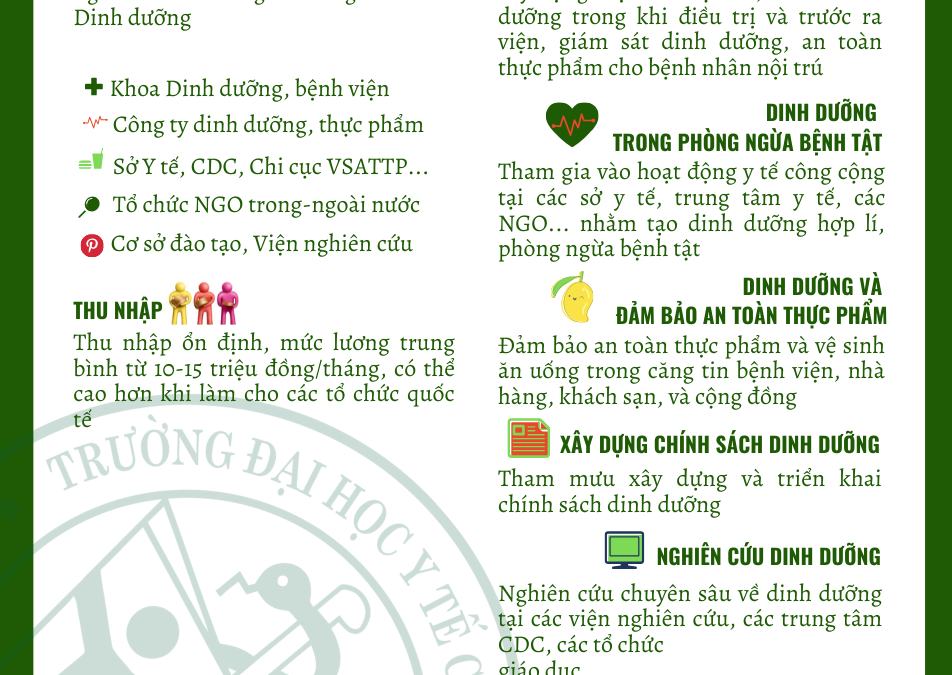 Dinh dưỡng
Khoa Dinh dưỡng, bệnh viện
Công ty dinh dưỡng, thực phẩm
Sở Y tế, CDC, Chi cục VSATTP...
Tổ chức NGO trong-ngoài nước
Cơ sở đào tạo, Viện nghiên cứu
THU NHẬP
Thu nhập ổn định, mức lương trung
bình từ 10-15 triệu đồng/tháng, có thể
cao hơn khi làm cho các tổ chức quốc
tế
TRƯỜNG ĐẠI HỌC Y TẾ C
dưỡng trong khi điều trị và trước ra
viện, giám sát dinh dưỡng, an toàn
thực phẩm cho bệnh nhân nội trú
DINH DƯỠNG
TRONG PHÒNG NGỪA BỆNH TẬT
Tham gia vào hoạt động y tế công cộng
tại các sở y tế, trung tâm y tế, các
NGO... nhằm tạo dinh dưỡng hợp lí,
phòng ngừa bệnh tật
DINH DƯỠNG VÀ
ĐẢM BẢO AN TOÀN THỰC PHẨM
Đảm bảo an toàn thực phẩm và vệ sinh
ăn uống trong căng tin bệnh viện, nhà
hàng, khách sạn, và cộng đồng
XÂY DỰNG CHÍNH SÁCH DINH DƯỠNG
Tham mưu xây dựng và triển khai
chính sách dinh dưỡng
NGHIÊN CỨU DINH DƯỠNG
Nghiên cứu chuyên sâu về dinh dưỡng
tại các viện nghiên cứu, các trung tâm
CDC, các tổ chức
giáo dục